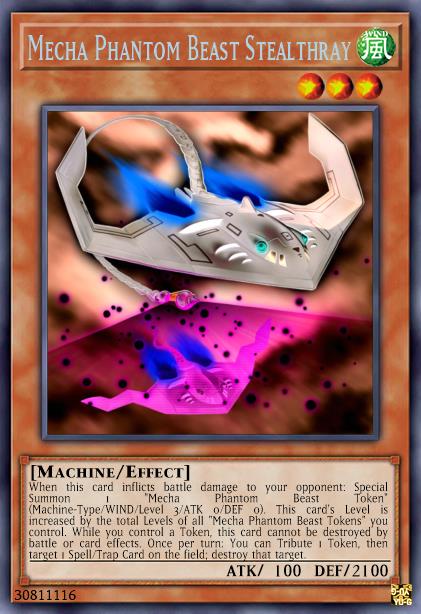 MECHA PHANTOM BEAST STEALTHRAY
WIND
風
[MACHINE/EFFECT]
When this card inflicts battle damage to your opponent: Special
Summon 1 "Mecha Phantom Beast Token"
(Machine-Type/WIND/Level 3/ATK 0/DEF 0). This card's Level is
increased by the total Levels of all "Mecha Phantom Beast Tokens" you
control. While you control a Token, this card cannot be destroyed by
battle or card effects. Once per turn: You can Tribute 1 Token, then
target 1 Spell/Trap Card on the field; destroy that target.
ATK/ 100 DEF/2100
30811116